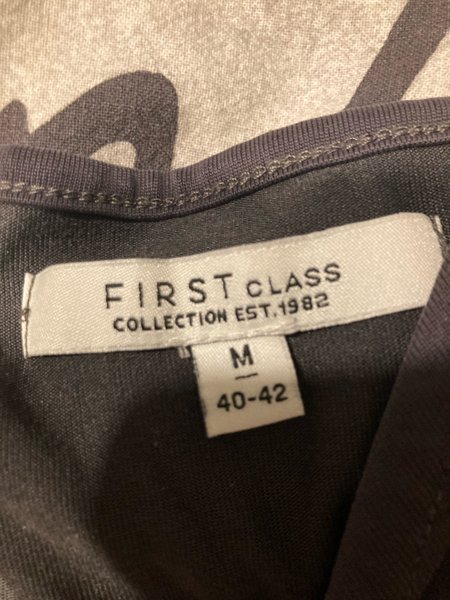 FIRST cLASS
COLLECTION EST.1982
M
40-42